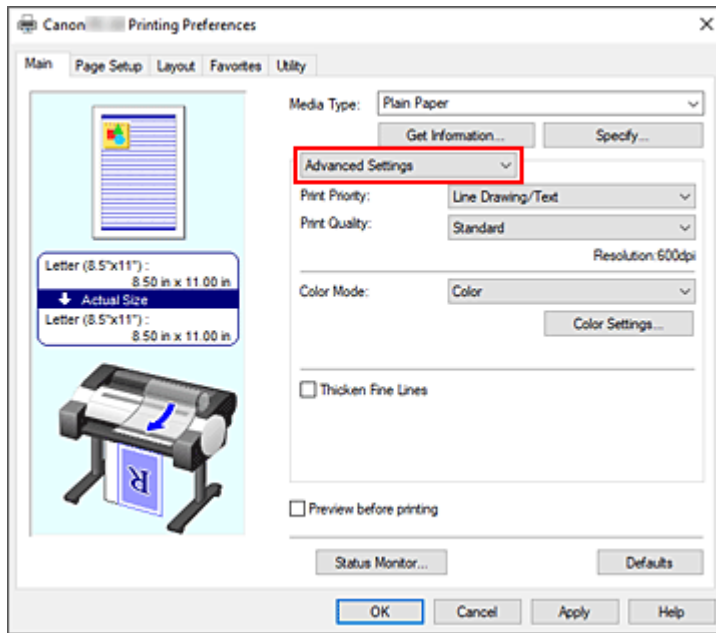 Canon Printing Preferences
Main Page Setup Layout Favorites Utility
Media Type: Plain Paper
Get Information... Specify...
Advanced Settings
Print Priority: Line Drawing/Text
Print Quality: Standard
Resolution:600dpi
Color Mode: Color
Color Settings...
Thicken Fine Lines
Letter (8.5"x11") :
8.50 in x 11.00 in
Actual Size
Letter (8.5"x11") :
8.50 in x 11.00 in
R
Preview before printing
Status Monitor... Defaults
OK Cancel Apply Help